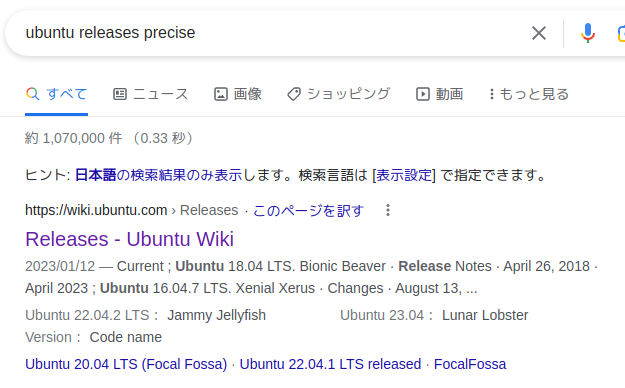 ubuntu releases precise
すべて ニュース 画像 ショッピング 動画 もっと見る
約 1,070,000 件 （0.33 秒）
ヒント: 日本語の検索結果のみ表示します。検索言語は [表示設定] で指定できます。
https://wiki.ubuntu.com › Releases · このページを訳す
Releases - Ubuntu Wiki
2023/01/12 — Current ; Ubuntu 18.04 LTS. Bionic Beaver · Release Notes · April 26, 2018 ·
April 2023 ; Ubuntu 16.04.7 LTS. Xenial Xerus · Changes · August 13, ...
Ubuntu 22.04.2 LTS： Jammy Jellyfish Ubuntu 23.04： Lunar Lobster
Version： Code name
Ubuntu 20.04 LTS (Focal Fossa) · Ubuntu 22.04.1 LTS released · FocalFossa